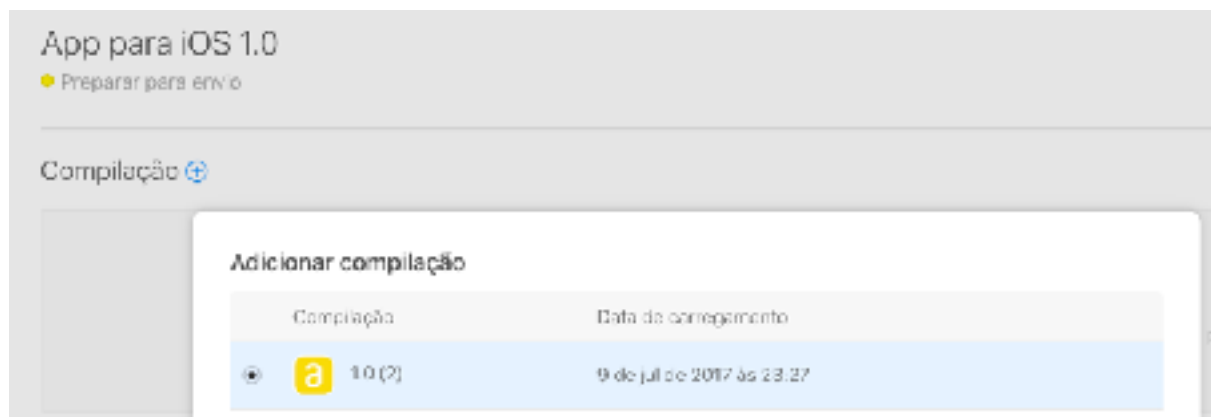 App para iOS 1.0
Preparar para envio
Compilação
Adicionar compilação
Compilação Data de carregamento
a 1.0 (2) 9 de jul de 2017 às 23:27